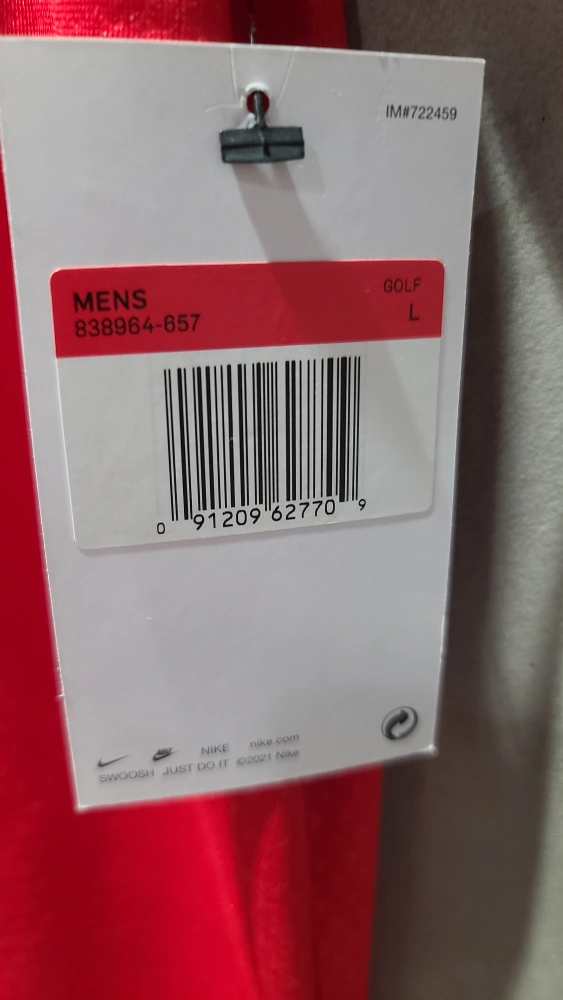 IM#722459
MENS
GOLF
838964-657
L
0 91209 62770 9
NIKE nike.com
SWOOSH JUST DO IT ©2021 Nike